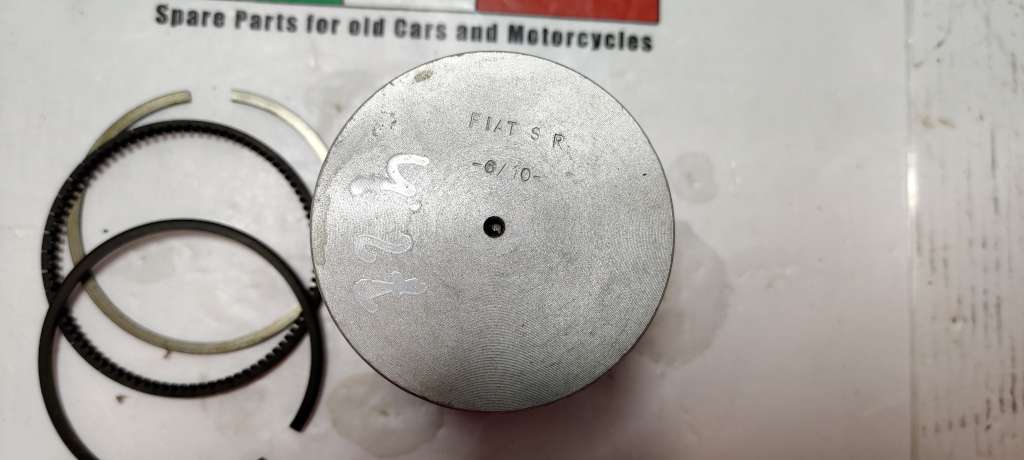 Spare Parts for old Cars and Motorcycles
FIAT S R
-6/10-